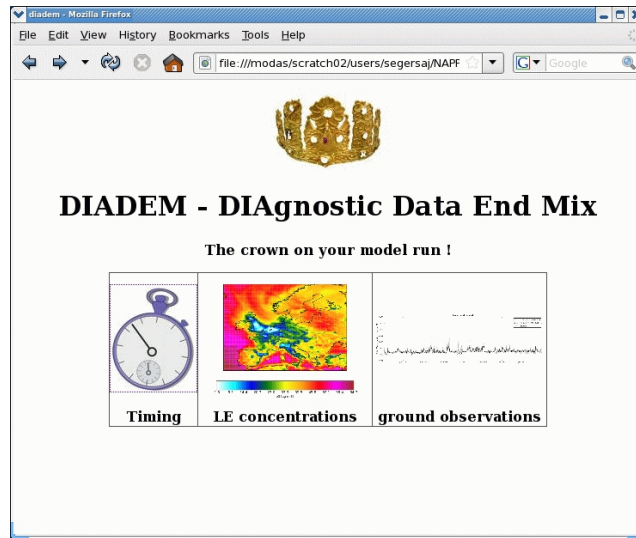 diadem - Mozilla Firefox
File Edit View History Bookmarks Tools Help
file:///modas/scratch02/users/segersaj/NAPF
G Google
DIADEM - DIAgnostic Data End Mix
The crown on your model run !
Timing LE concentrations ground observations